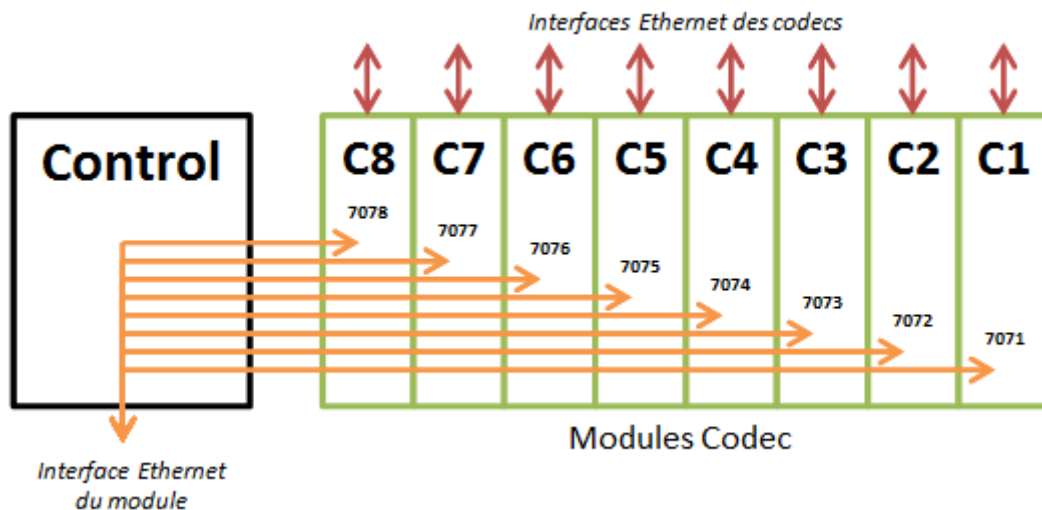 Interfaces Ethernet des codecs
Control
C8 C7 C6 C5 C4 C3 C2 C1
7078
7077
7076
7075
7074
7073
7072
7071
Modules Codec
Interface Ethernet
du module